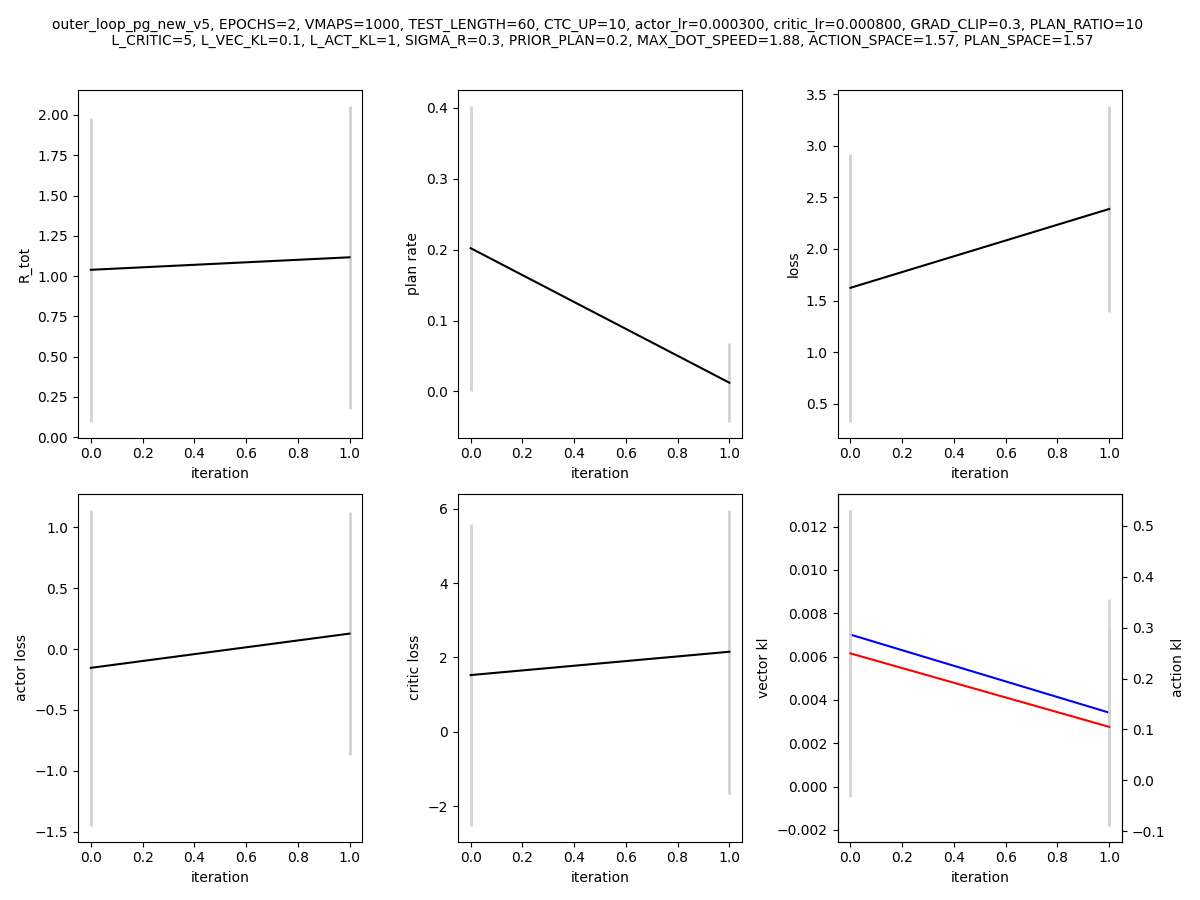 outer_loop_pg_new_v5, EPOCHS=2, VMAPS=1000, TEST_LENGTH=60, CTC_UP=10, actor_lr=0.000300, critic_lr=0.000800, GRAD_CLIP=0.3, PLAN_RATIO=10
L_CRITIC=5, L_VEC_KL=0.1, L_ACT_KL=1, SIGMA_R=0.3, PRIOR_PLAN=0.2, MAX_DOT_SPEED=1.88, ACTION_SPACE=1.57, PLAN_SPACE=1.57
R_tot
2.00
1.75
1.50
1.25
1.00
0.75
0.50
0.25
0.00
0.0 0.2 0.4 0.6 0.8 1.0
iteration
plan rate
0.4
0.3
0.2
0.1
0.0
0.0 0.2 0.4 0.6 0.8 1.0
iteration
loss
3.5
3.0
2.5
2.0
1.5
1.0
0.5
0.0 0.2 0.4 0.6 0.8 1.0
iteration
actor loss
1.0
0.5
0.0
−0.5
−1.0
−1.5
0.0 0.2 0.4 0.6 0.8 1.0
iteration
critic loss
6
4
2
0
−2
0.0 0.2 0.4 0.6 0.8 1.0
iteration
vector kl
0.012
0.010
0.008
0.006
0.004
0.002
0.000
−0.002
0.0 0.2 0.4 0.6 0.8 1.0
iteration
0.5
0.4
0.3
0.2
0.1
0.0
−0.1
action kl